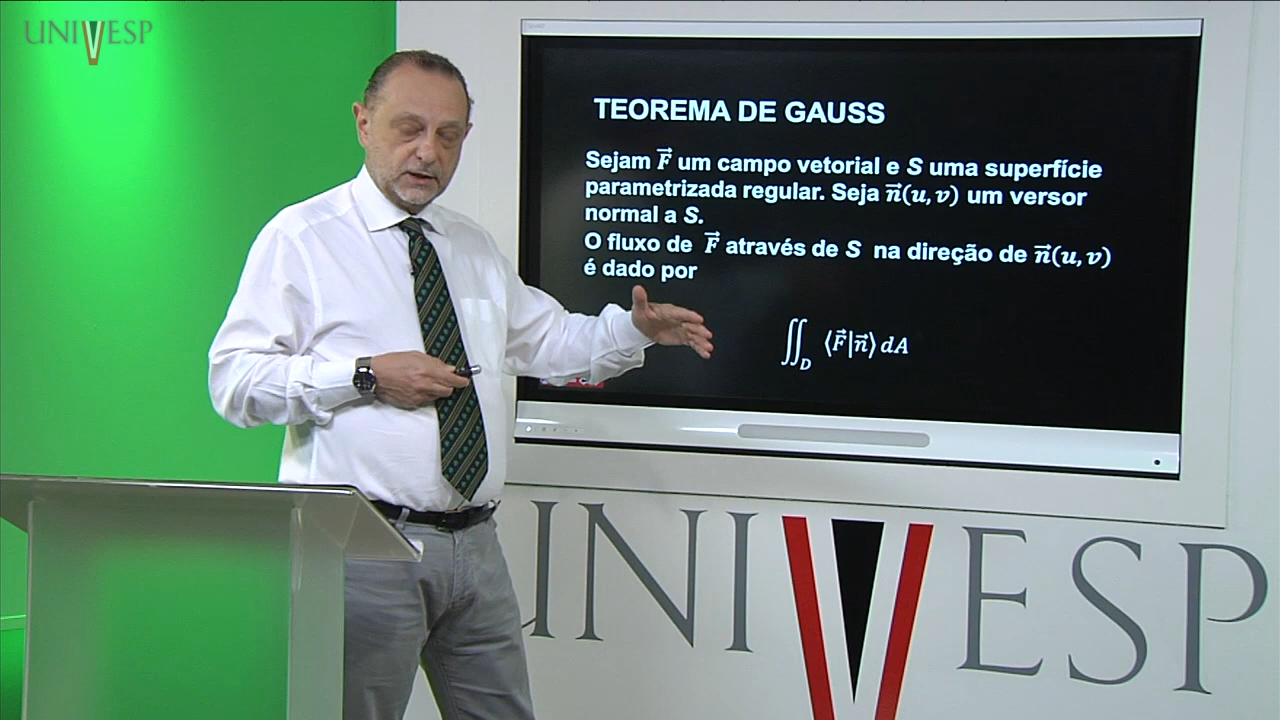 UNIVESP
TEOREMA DE GAUSS
Sejam F⃗ um campo vetorial e S uma superfície
parametrizada regular. Seja n⃗(u, v) um versor
normal a S.
O fluxo de F⃗ através de S na direção de n⃗(u, v)
é dado por
∬_D ⟨F⃗|n⃗⟩ dA
UNIVESP